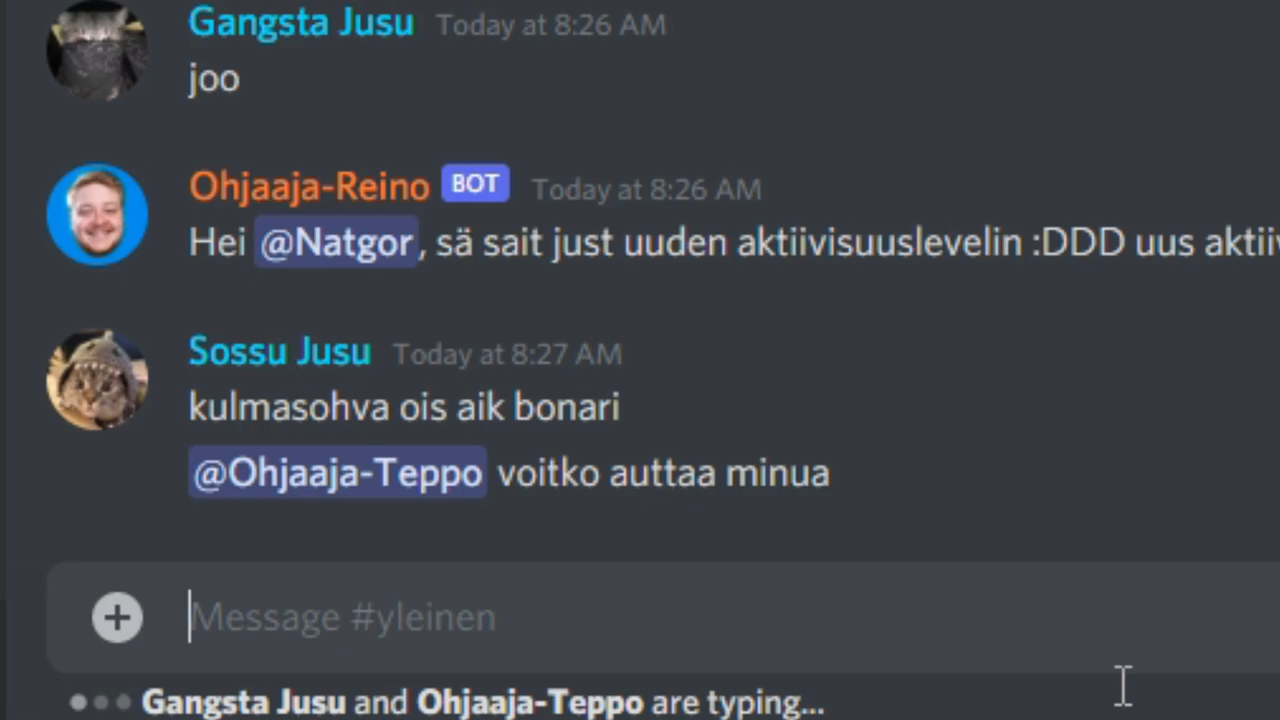 Gangsta Jusu Today at 8:26 AM
joo
Ohjaaja-Reino BOT Today at 8:26 AM
Hei @Natgor, sä sait just uuden aktiivisuuslevelin :DDD uus
Sossu Jusu Today at 8:27 AM
kulmasohva ois aik bonari
@Ohjaaja-Teppo voitko auttaa minua
Message #yleinen
Gangsta Jusu and Ohjaaja-Teppo are typing...